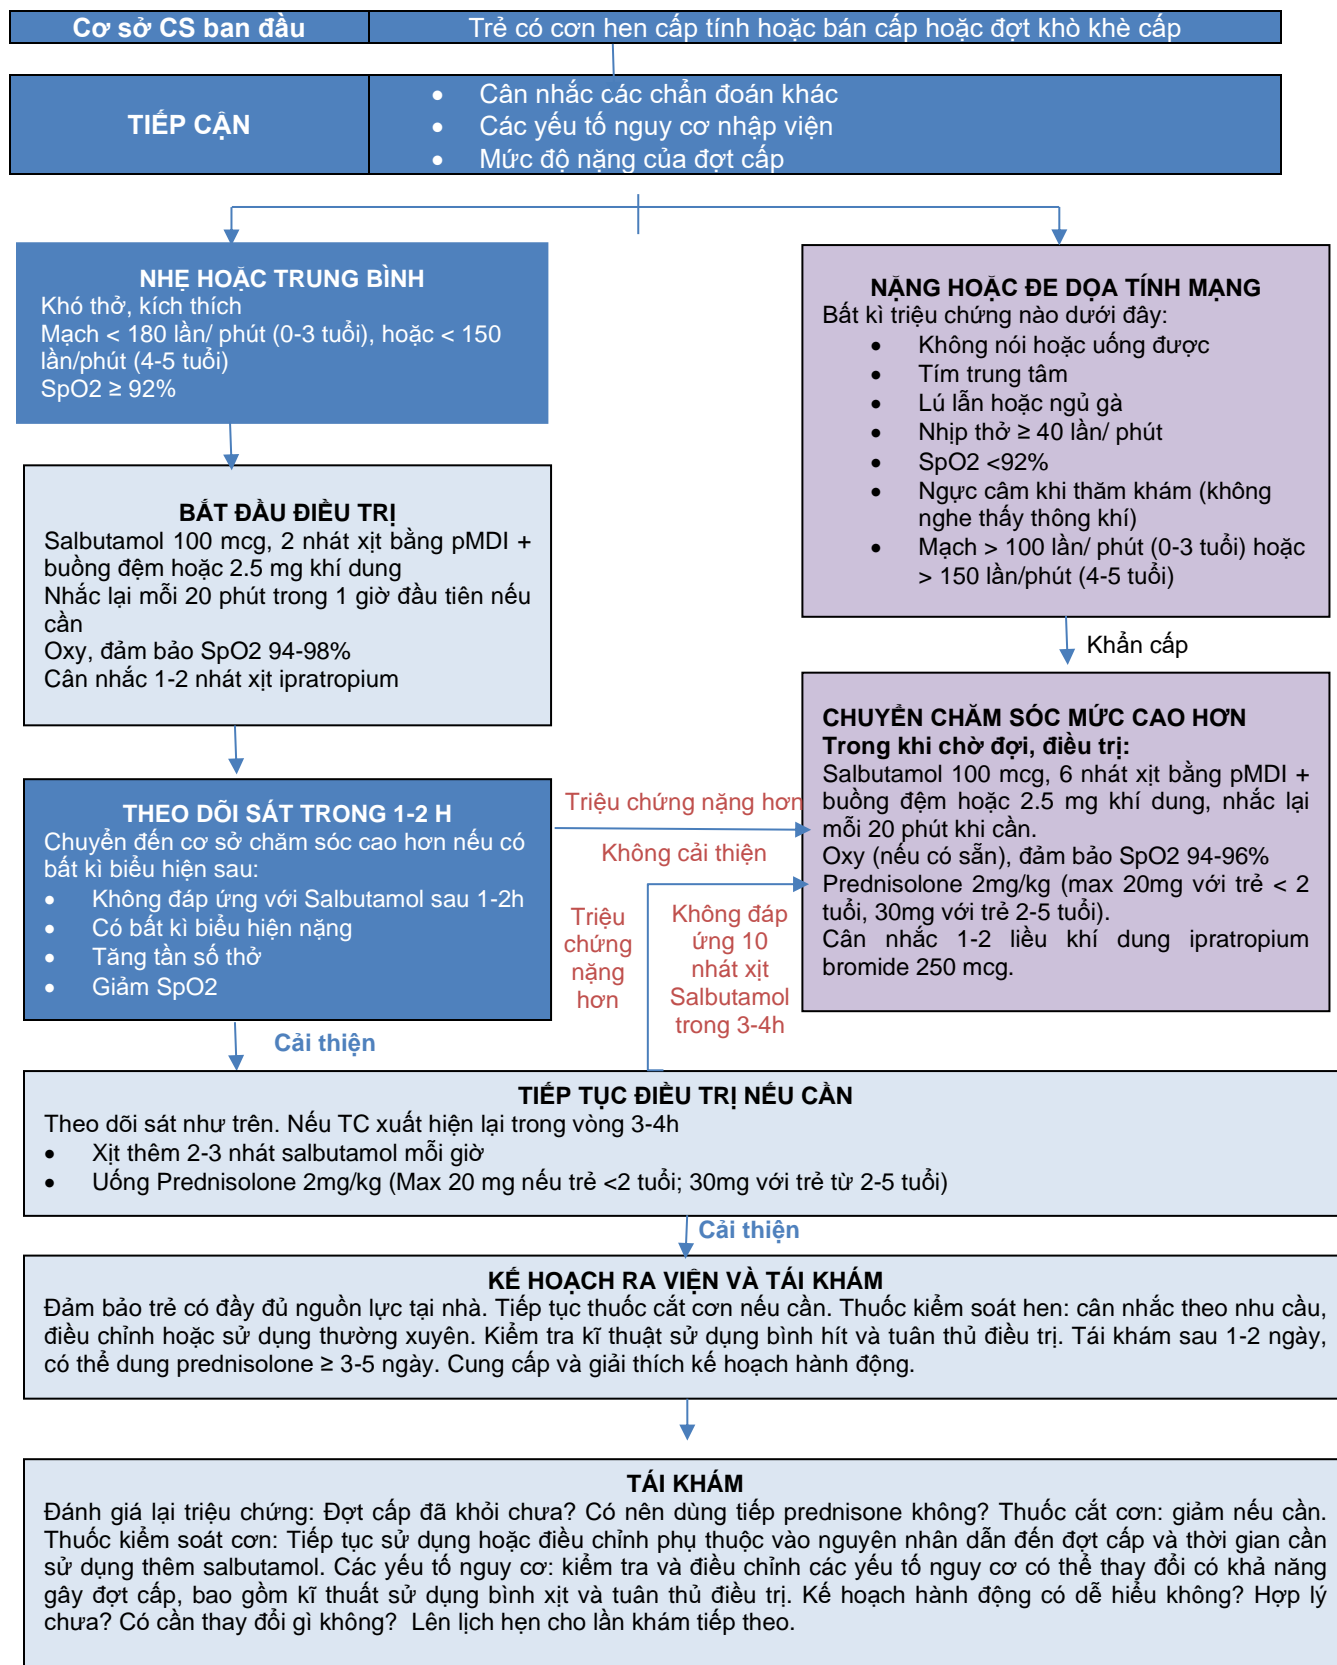 Cơ sở CS ban đầu
Trẻ có cơn hen cấp tính hoặc bán cấp hoặc đợt khò khè cấp
TIẾP CẬN
• Cân nhắc các chẩn đoán khác
• Các yếu tố nguy cơ nhập viện
• Mức độ nặng của đợt cấp
NHẸ HOẶC TRUNG BÌNH
Khó thở, kích thích
Mạch < 180 lần/ phút (0-3 tuổi), hoặc < 150
lần/phút (4-5 tuổi)
SpO2 ≥ 92%
NẶNG HOẶC ĐE DỌA TÍNH MẠNG
Bất kì triệu chứng nào dưới đây:
• Không nói hoặc uống được
• Tím trung tâm
• Lú lẫn hoặc ngủ gà
• Nhịp thở ≥ 40 lần/ phút
• SpO2 <92%
• Ngực câm khi thăm khám (không
nghe thấy thông khí)
• Mạch > 100 lần/ phút (0-3 tuổi) hoặc
> 150 lần/phút (4-5 tuổi)
BẮT ĐẦU ĐIỀU TRỊ
Salbutamol 100 mcg, 2 nhát xịt bằng pMDI +
buồng đệm hoặc 2.5 mg khí dung
Nhắc lại mỗi 20 phút trong 1 giờ đầu tiên nếu
cần
Oxy, đảm bảo SpO2 94-98%
Cân nhắc 1-2 nhát xịt ipratropium
Khẩn cấp
CHUYỂN CHĂM SÓC MỨC CAO HƠN
Trong khi chờ đợi, điều trị:
Salbutamol 100 mcg, 6 nhát xịt bằng pMDI +
buồng đệm hoặc 2.5 mg khí dung, nhắc lại
mỗi 20 phút khi cần.
Oxy (nếu có sẵn), đảm bảo SpO2 94-96%
Prednisolone 2mg/kg (max 20mg với trẻ < 2
tuổi, 30mg với trẻ 2-5 tuổi).
Cân nhắc 1-2 liều khí dung ipratropium
bromide 250 mcg.
THEO DÕI SÁT TRONG 1-2 H
Chuyển đến cơ sở chăm sóc cao hơn nếu có
bất kì biểu hiện sau:
• Không đáp ứng với Salbutamol sau 1-2h
• Có bất kì biểu hiện nặng
• Tăng tần số thở
• Giảm SpO2
Triệu chứng nặng hơn
Không cải thiện
Triệu
chứng
nặng
hơn
Không đáp
ứng 10
nhát xịt
Salbutamol
trong 3-4h
Cải thiện
TIẾP TỤC ĐIỀU TRỊ NẾU CẦN
Theo dõi sát như trên. Nếu TC xuất hiện lại trong vòng 3-4h
• Xịt thêm 2-3 nhát salbutamol mỗi giờ
• Uống Prednisolone 2mg/kg (Max 20 mg nếu trẻ <2 tuổi; 30mg với trẻ từ 2-5 tuổi)
Cải thiện
KẾ HOẠCH RA VIỆN VÀ TÁI KHÁM
Đảm bảo trẻ có đầy đủ nguồn lực tại nhà. Tiếp tục thuốc cắt cơn nếu cần. Thuốc kiểm soát hen: cân nhắc theo nhu cầu,
điều chỉnh hoặc sử dụng thường xuyên. Kiểm tra kĩ thuật sử dụng bình hít và tuân thủ điều trị. Tái khám sau 1-2 ngày,
có thể dung prednisolone ≥ 3-5 ngày. Cung cấp và giải thích kế hoạch hành động.
TÁI KHÁM
Đánh giá lại triệu chứng: Đợt cấp đã khỏi chưa? Có nên dùng tiếp prednisone không? Thuốc cắt cơn: giảm nếu cần.
Thuốc kiểm soát cơn: Tiếp tục sử dụng hoặc điều chỉnh phụ thuộc vào nguyên nhân dẫn đến đợt cấp và thời gian cần
sử dụng thêm salbutamol. Các yếu tố nguy cơ: kiểm tra và điều chỉnh các yếu tố nguy cơ có thể thay đổi có khả năng
gây đợt cấp, bao gồm kĩ thuật sử dụng bình xịt và tuân thủ điều trị. Kế hoạch hành động có dễ hiểu không? Hợp lý
chưa? Có cần thay đổi gì không? Lên lịch hẹn cho lần khám tiếp theo.